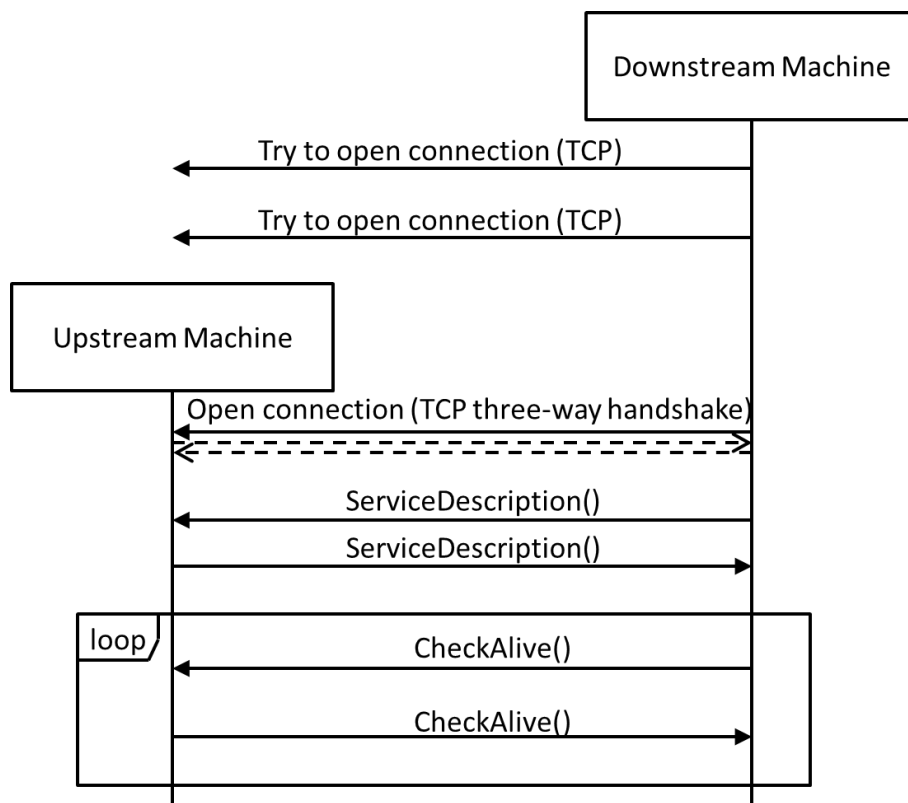 Downstream Machine
Try to open connection (TCP)
Try to open connection (TCP)
Upstream Machine
Open connection (TCP three-way handshake)
ServiceDescription()
ServiceDescription()
loop
CheckAlive()
CheckAlive()